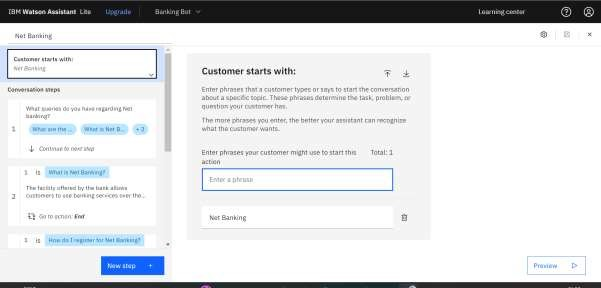 IBM Watson Assistant Lite
Upgrade
Banking Bot
Learning center
Net Banking
Customer starts with:
Net Banking
Conversation steps
1
What queries do you have regarding Net
banking?
What are the ...
What is Net B...
+ 3
Continue to next step
2
1 is What is Net Banking?
The facility offered by the bank allows
customers to use banking services over the...
Go to action: End
is How do I register for Net Banking?
New step +
Customer starts with:
Enter phrases that a customer types or says to start the conversation
about a specific topic. These phrases determine the task, problem, or
question your customer has.
The more phrases you enter, the better your assistant can recognize
what the customer wants.
Enter phrases your customer might use to start this
action
Total: 1
Enter a phrase
Net Banking
Preview